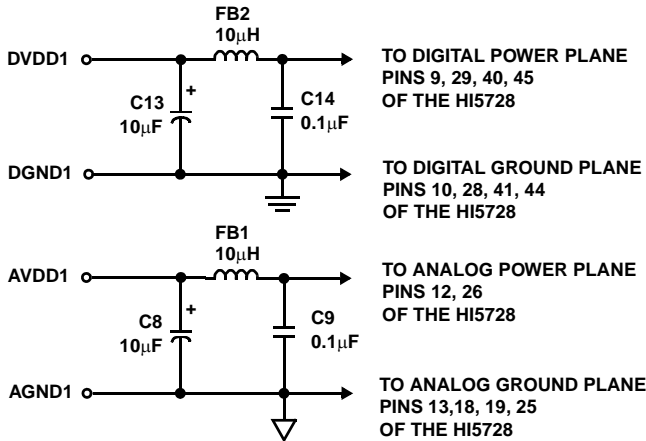 FB2
10µH
DVDD1
TO DIGITAL POWER PLANE
PINS 9, 29, 40, 45
OF THE HI5728
+
C13
10µF
C14
0.1µF
DGND1
TO DIGITAL GROUND PLANE
PINS 10, 28, 41, 44
OF THE HI5728
FB1
10µH
AVDD1
TO ANALOG POWER PLANE
PINS 12, 26
OF THE HI5728
+
C8
10µF
C9
0.1µF
AGND1
TO ANALOG GROUND PLANE
PINS 13,18, 19, 25
OF THE HI5728